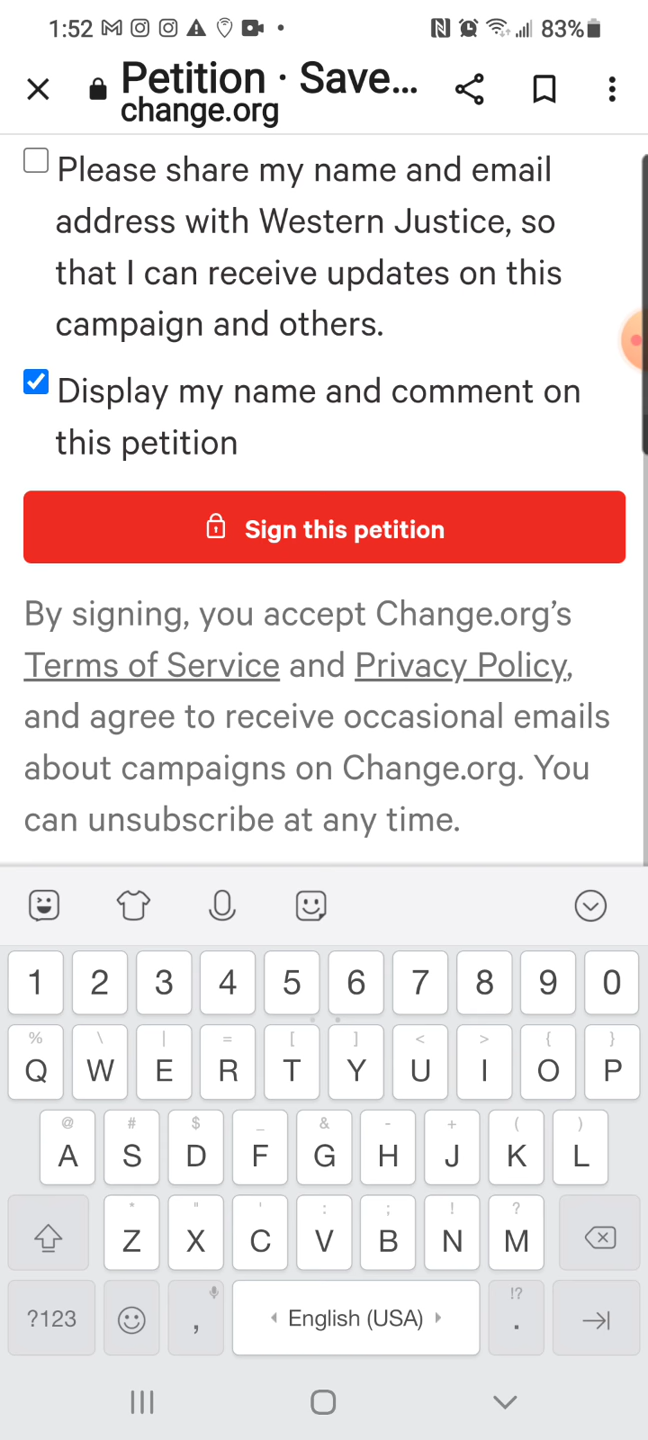 1:52 83%
Petition · Save...
change.org
Please share my name and email
address with Western Justice, so
that I can receive updates on this
campaign and others.
Display my name and comment on
this petition
Sign this petition
By signing, you accept Change.org’s
Terms of Service and Privacy Policy,
and agree to receive occasional emails
about campaigns on Change.org. You
can unsubscribe at any time.
1 2 3 4 5 6 7 8 9 0
% \ | = [ ] < > { }
Q W E R T Y U I O P
@ # $ _ & - + ( )
A S D F G H J K L
* " ' : ; ! ?
Z X C V B N M
!?
?123 , English (USA) .